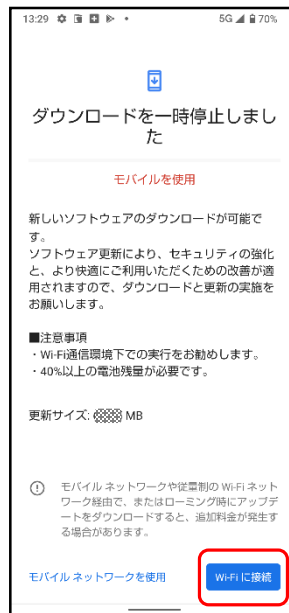 13:29 5G 70%
ダウンロードを一時停止しまし
た
モバイルを使用
新しいソフトウェアのダウンロードが可能で
す。
ソフトウェア更新により、セキュリティの強化
と、より快適にご利用いただくための改善が適
用されますので、ダウンロードと更新の実施を
お願いします。
■注意事項
・Wi-Fi通信環境下での実行をお勧めします。
・40%以上の電池残量が必要です。
更新サイズ: MB
モバイル ネットワークや従量制の Wi-Fi ネット
ワーク経由で、またはローミング時にアップデ
ートをダウンロードすると、追加料金が発生す
る場合があります。
モバイル ネットワークを使用
Wi-Fi に接続